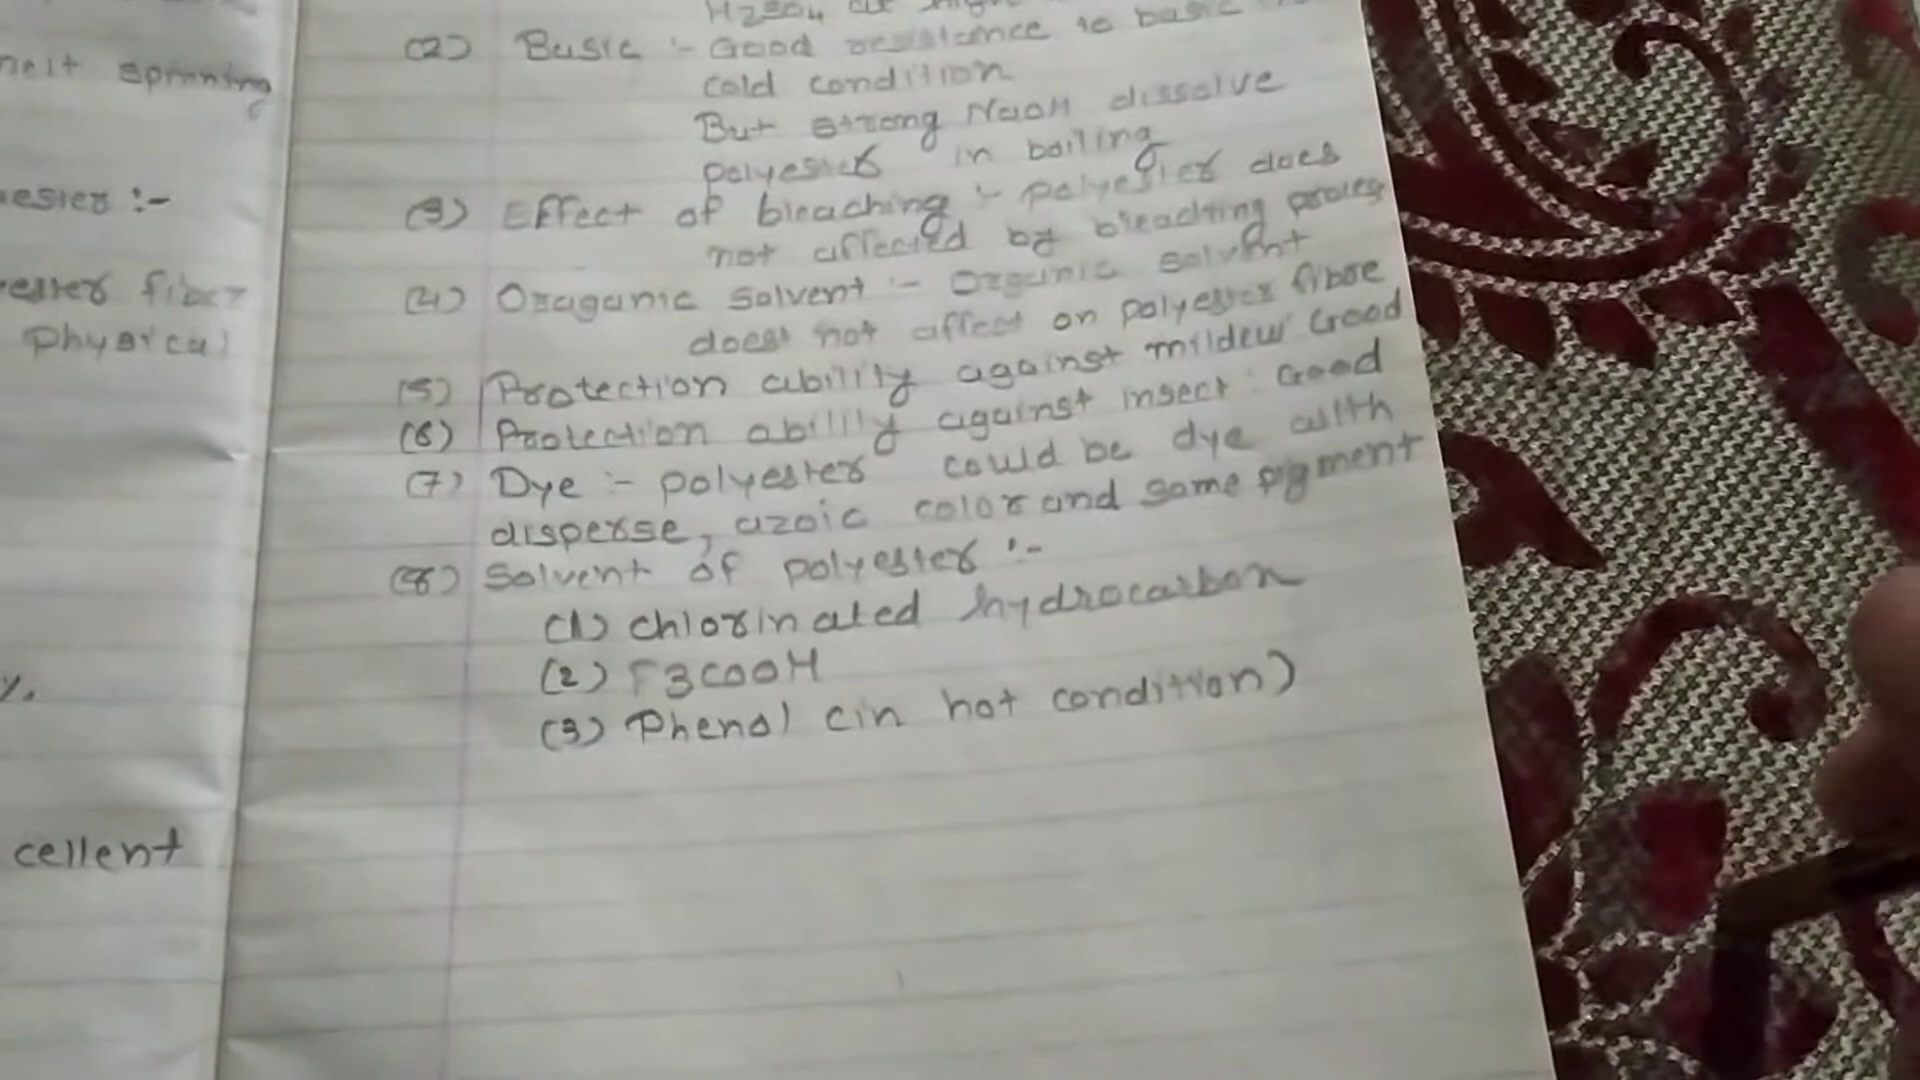 melt spinning
ester :-
ester fiber
Physical
%.
cellent
H2SO4 at high
(2) Basic :- Good resistance to basic
cold condition
But strong NaOH dissolve
polyester in boiling
(3) Effect of bleaching :- polyester does
not affected by bleaching process
(4) Oraganic solvent :- Organic solvent
does not affect on polyester fibre
(5) Protection ability against mildew Good
(6) Protection ability against insect : Good
(7) Dye :- polyester could be dye with
disperse, azoic color and some pigment
(8) Solvent of polyester :-
(1) chlorinated hydrocarbon
(2) F3COOH
(3) Phenol (in hot condition)